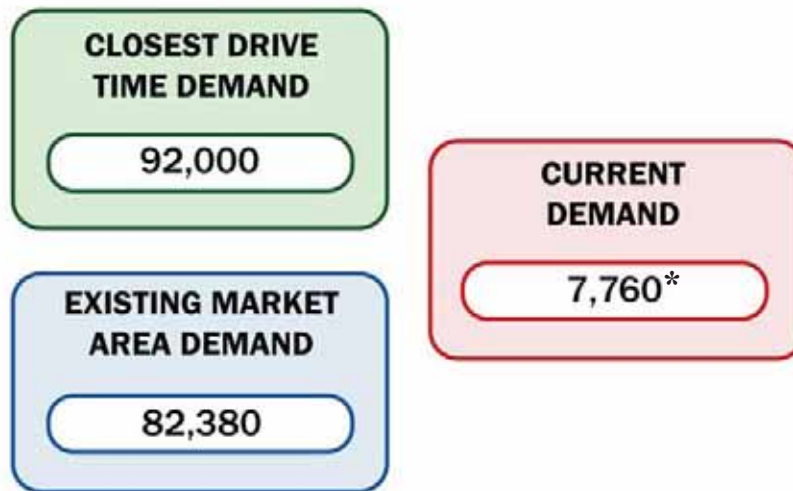 CLOSEST DRIVE
TIME DEMAND
92,000
EXISTING MARKET
AREA DEMAND
82,380
CURRENT
DEMAND
7,760*